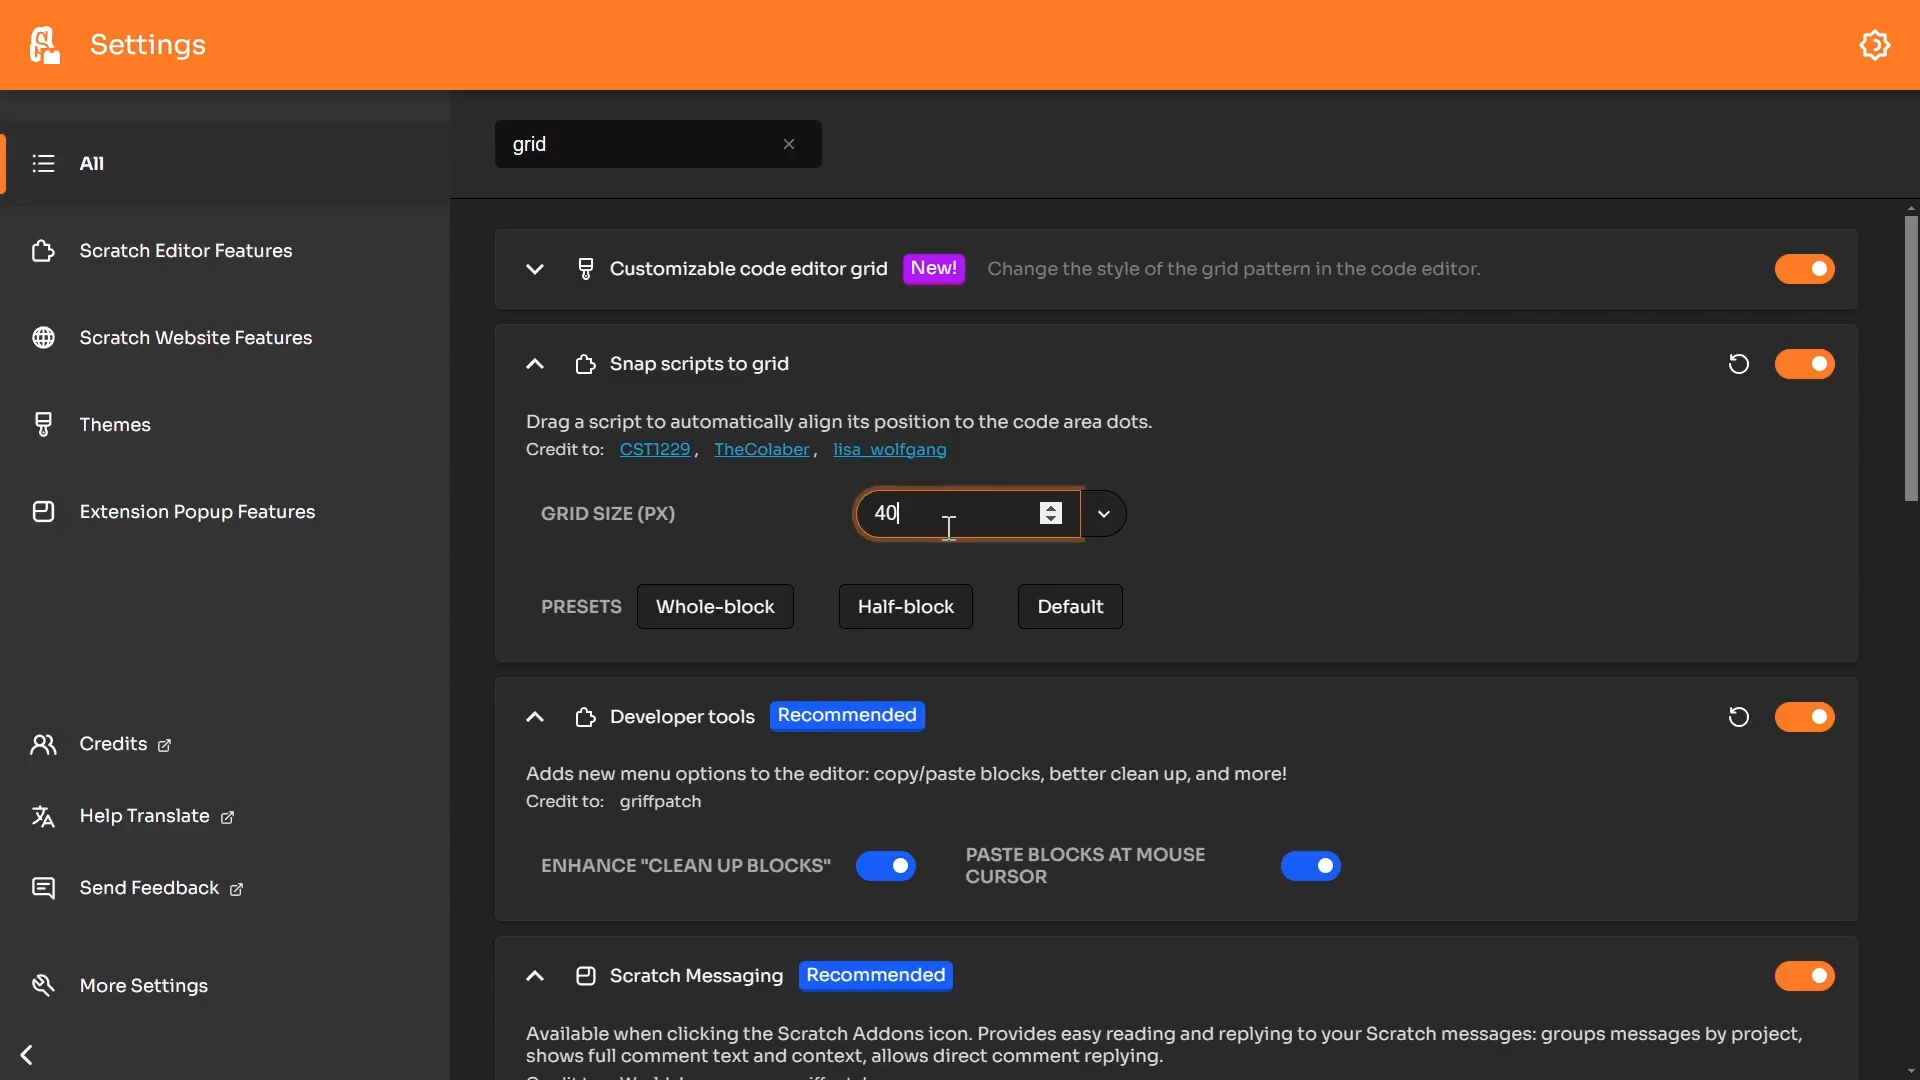 Settings
All
Scratch Editor Features
Scratch Website Features
Themes
Extension Popup Features
Credits
Help Translate
Send Feedback
More Settings
grid
Customizable code editor grid New! Change the style of the grid pattern in the code editor.
Snap scripts to grid
Drag a script to automatically align its position to the code area dots.
Credit to: CST1229, TheColaber, lisa_wolfgang
GRID SIZE (PX) 40
PRESETS Whole-block Half-block Default
Developer tools Recommended
Adds new menu options to the editor: copy/paste blocks, better clean up, and more!
Credit to: griffpatch
ENHANCE "CLEAN UP BLOCKS" PASTE BLOCKS AT MOUSE
CURSOR
Scratch Messaging Recommended
Available when clicking the Scratch Addons icon. Provides easy reading and replying to your Scratch messages: groups messages by project,
shows full comment text and context, allows direct comment replying.